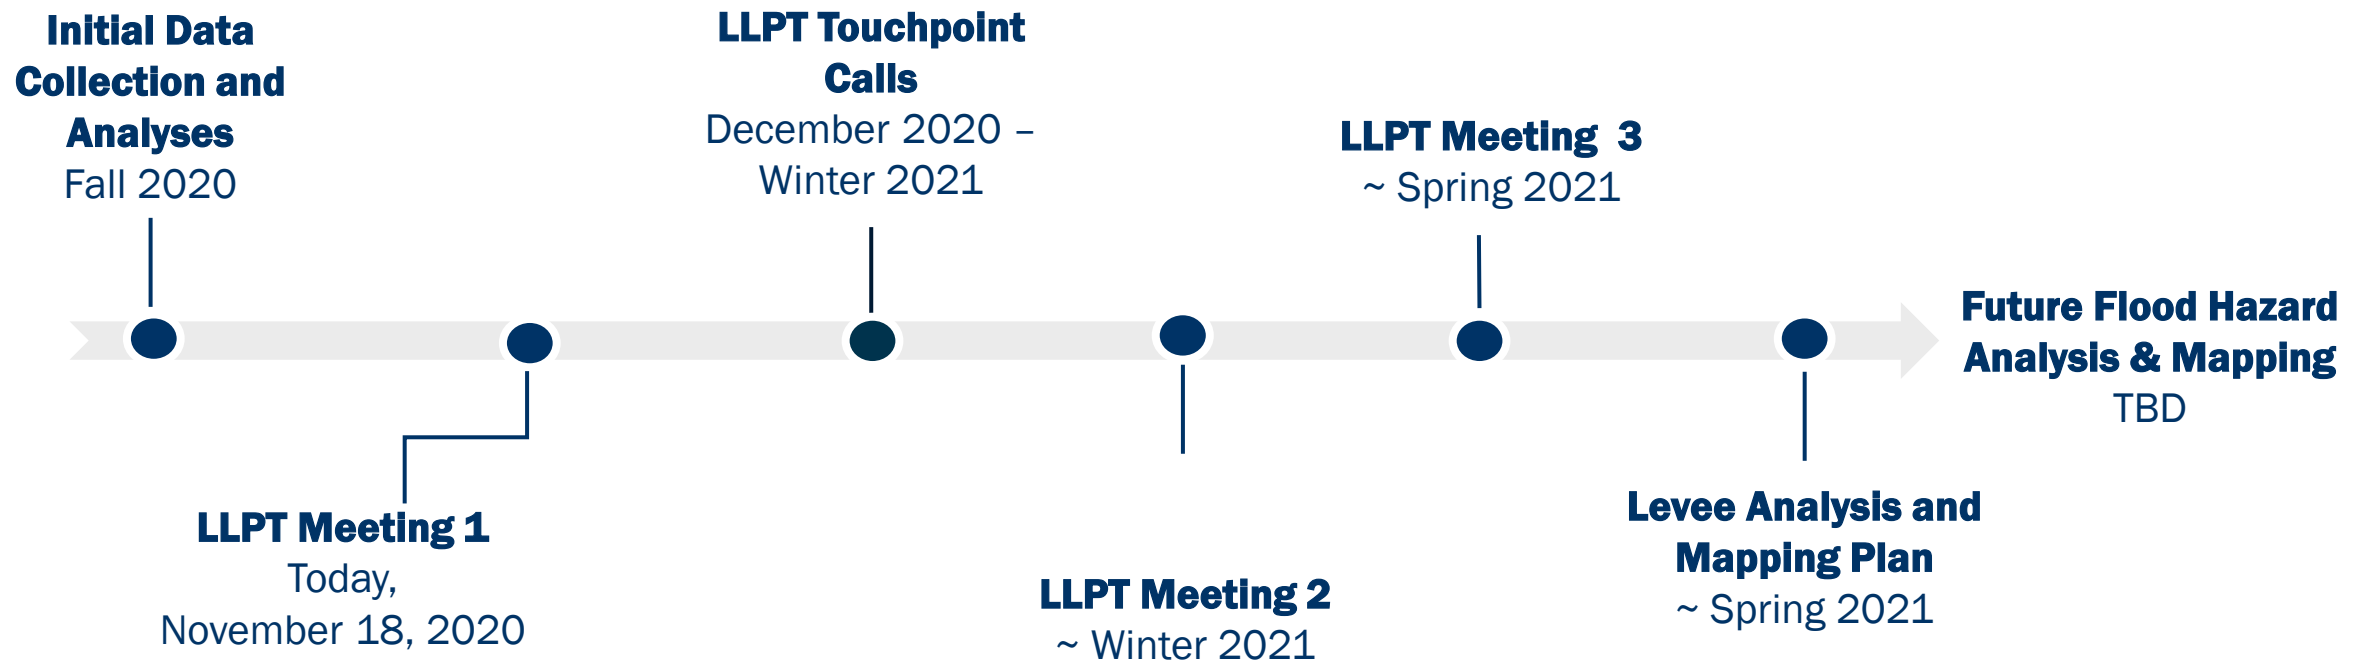 Initial Data
Collection and
Analyses
Fall 2020
LLPT Meeting 1
Today,
November 18, 2020
LLPT Touchpoint
Calls
December 2020 –
Winter 2021
LLPT Meeting 2
~ Winter 2021
LLPT Meeting 3
~ Spring 2021
Levee Analysis and
Mapping Plan
~ Spring 2021
Future Flood Hazard
Analysis & Mapping
TBD